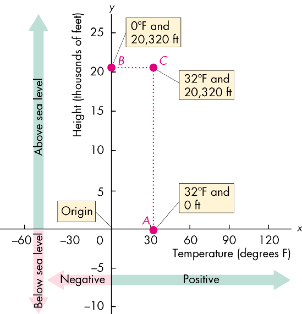 y
0°F and
20,320 ft
25
B
C
20
32°F and
20,320 ft
15
10
5
Height (thousands of feet)
Above sea level
32°F and
0 ft
Origin
A
x
–60
–30
0
30
60
90
120
Temperature (degrees F)
–5
Negative
Positive
–10
Below sea level